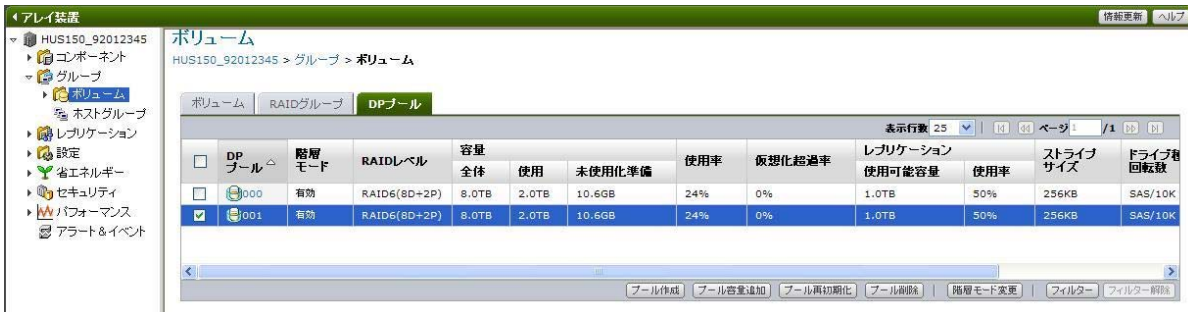 アレイ装置
情報更新 ヘルプ
HUS150_92012345
コンポーネント
グループ
ボリューム
ホストグループ
レプリケーション
設定
省エネルギー
セキュリティ
パフォーマンス
アラート&イベント
ボリューム
HUS150_92012345 > グループ > ボリューム
ボリューム RAIDグループ DPプール
表示行数 25 ページ 1 /1
DPプール 階層モード RAIDレベル 容量 全体 使用 未使用化準備 使用率 仮想化超過率 レプリケーション 使用可能容量 使用率 ストライプサイズ ドライブ種 回転数
000 有効 RAID6(8D+2P) 8.0TB 2.0TB 10.6GB 24% 0% 1.0TB 50% 256KB SAS/10K
001 有効 RAID6(8D+2P) 8.0TB 2.0TB 10.6GB 24% 0% 1.0TB 50% 256KB SAS/10K
プール作成 プール容量追加 プール再初期化 プール削除 | 階層モード変更 | フィルター フィルター解除